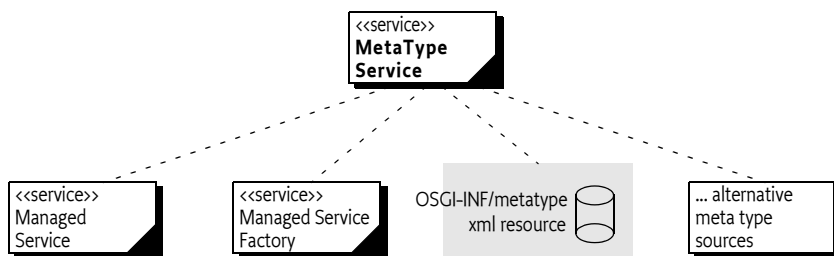 <<service>>
MetaType
Service
<<service>>
Managed
Service
<<service>>
Managed Service
Factory
OSGI-INF/metatype
xml resource
... alternative
meta type
sources